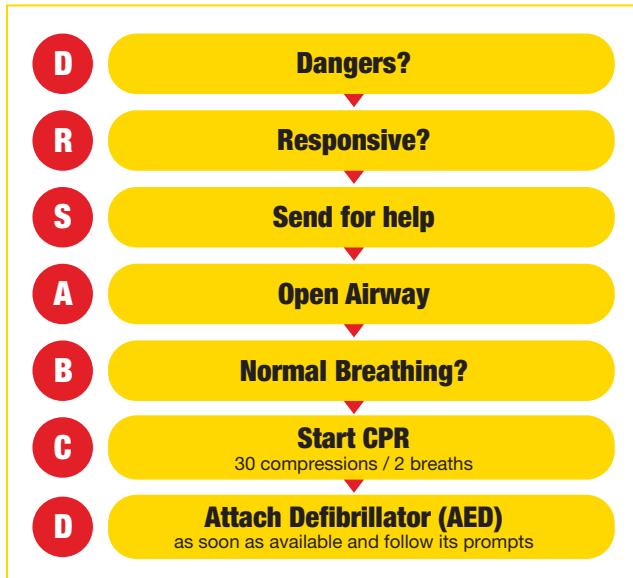 D
Dangers?
R
Responsive?
S
Send for help
A
Open Airway
B
Normal Breathing?
C
Start CPR
30 compressions / 2 breaths
D
Attach Defibrillator (AED)
as soon as available and follow its prompts